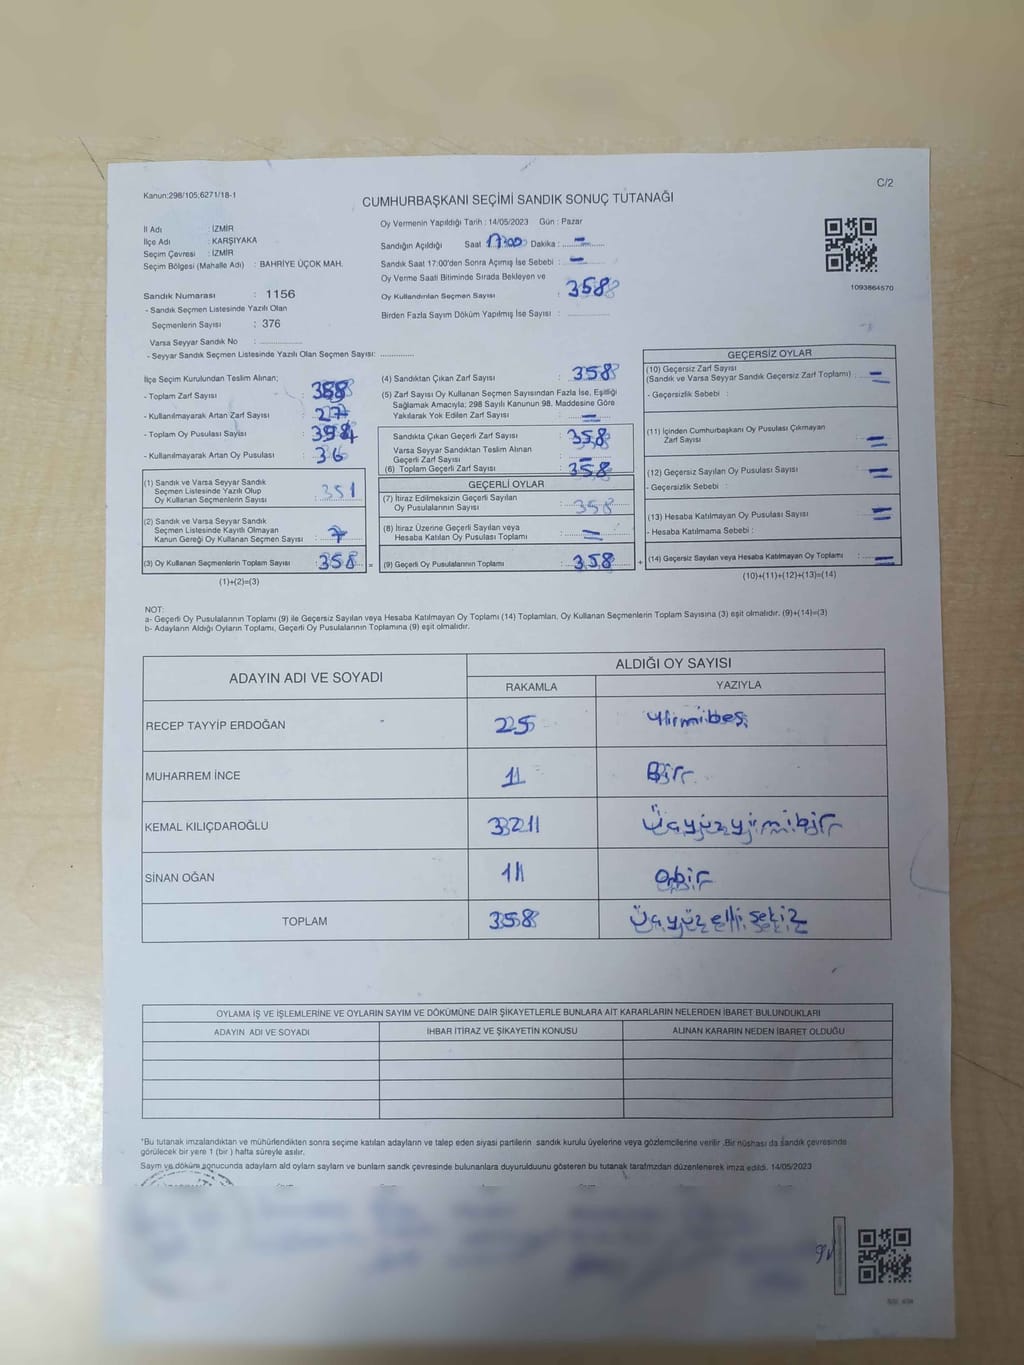 Kanun:298/105;6271/18-1
C/2
CUMHURBAŞKANI SEÇİMİ SANDIK SONUÇ TUTANAĞI
İl Adı : İZMİR
İlçe Adı : KARŞIYAKA
Seçim Çevresi : İZMİR
Seçim Bölgesi (Mahalle Adı) : BAHRİYE ÜÇOK MAH.
Sandık Numarası : 1156
- Sandık Seçmen Listesinde Yazılı Olan
Seçmenlerin Sayısı : 376
Varsa Seyyar Sandık No : ..............
- Seyyar Sandık Seçmen Listesinde Yazılı Olan Seçmen Sayısı: ............
Oy Vermenin Yapıldığı Tarih : 14/05/2023 Gün : Pazar
Sandığın Açıldığı Saat 17:00 Dakika : =
Sandık Saat 17:00'den Sonra Açımış İse Sebebi : =
Oy Verme Saati Bitiminde Sırada Bekleyen ve
Oy Kullandırılan Seçmen Sayısı : 358
Birden Fazla Sayım Döküm Yapılmış İse Sayısı : ............
1093864570
İlçe Seçim Kurulundan Teslim Alınan;
- Toplam Zarf Sayısı :
- Kullanılmayarak Artan Zarf Sayısı : 27
- Toplam Oy Pusulası Sayısı : 394
- Kullanılmayarak Artan Oy Pusulası : 36
(1) Sandık ve Varsa Seyyar Sandık
Seçmen Listesinde Yazılı Olup
Oy Kullanan Seçmenlerin Sayısı : 351
(2) Sandık ve Varsa Seyyar Sandık
Seçmen Listesinde Kayıtlı Olmayan
Kanun Gereği Oy Kullanan Seçmen Sayısı : 7
(3) Oy Kullanan Seçmenlerin Toplam Sayısı : 358 =
(1)+(2)=(3)
(4) Sandıktan Çıkan Zarf Sayısı : 358
(5) Zarf Sayısı Oy Kullanan Seçmen Sayısından Fazla İse, Eşitliği
Sağlamak Amacıyla; 298 Sayılı Kanunun 98. Maddesine Göre
Yakılarak Yok Edilen Zarf Sayısı : =
Sandıkta Çıkan Geçerli Zarf Sayısı : 358
Varsa Seyyar Sandıktan Teslim Alınan
Geçerli Zarf Sayısı : =
(6) Toplam Geçerli Zarf Sayısı : 358
GEÇERLİ OYLAR
(7) İtiraz Edilmeksizin Geçerli Sayılan
Oy Pusulalarının Sayısı : 358
(8) İtiraz Üzerine Geçerli Sayılan veya
Hesaba Katılan Oy Pusulası Toplamı : =
(9) Geçerli Oy Pusulalarının Toplamı : 358 +
GEÇERSİZ OYLAR
(10) Geçersiz Zarf Sayısı
(Sandık ve Varsa Seyyar Sandık Geçersiz Zarf Toplamı) : =
- Geçersizlik Sebebi :
(11) İçinden Cumhurbaşkanı Oy Pusulası Çıkmayan
Zarf Sayısı : =
(12) Geçersiz Sayılan Oy Pusulası Sayısı : =
- Geçersizlik Sebebi :
(13) Hesaba Katılmayan Oy Pusulası Sayısı : =
- Hesaba Katılmama Sebebi :
(14) Geçersiz Sayılan veya Hesaba Katılmayan Oy Toplamı : =
(10)+(11)+(12)+(13)=(14)
NOT:
a- Geçerli Oy Pusulalarının Toplamı (9) ile Geçersiz Sayılan veya Hesaba Katılmayan Oy Toplamı (14) Toplamları, Oy Kullanan Seçmenlerin Toplam Sayısına (3) eşit olmalıdır. (9)+(14)=(3)
b- Adayların Aldığı Oyların Toplamı, Geçerli Oy Pusulalarının Toplamına (9) eşit olmalıdır.
ADAYIN ADI VE SOYADI ALDIĞI OY SAYISI
RAKAMLA YAZIYLA
RECEP TAYYİP ERDOĞAN 25 Yirmibeş
MUHARREM İNCE 1 Bir
KEMAL KILIÇDAROĞLU 321 Üçyüzyirmibir
SİNAN OĞAN 11 Onbir
TOPLAM 358 Üçyüz elli sekiz
OYLAMA İŞ VE İŞLEMLERİNE VE OYLARIN SAYIM VE DÖKÜMÜNE DAİR ŞİKAYETLERLE BUNLARA AİT KARARLARIN NELERDEN İBARET BULUNDUKLARI
ADAYIN ADI VE SOYADI İHBAR İTİRAZ VE ŞİKAYETİN KONUSU ALINAN KARARIN NEDEN İBARET OLDUĞU
*Bu tutanak imzalandıktan ve mühürlendikten sonra seçime katılan adayların ve talep eden siyasi partilerin sandık kurulu üyelerine veya gözlemcilerine verilir .Bir nüshası da sandık çevresinde
görülecek bir yere 1 (bir ) hafta süreyle asılır.
Sayım ve döküm sonucunda adayların ald oyların sayların ve bunların sandk çevresinde bulunanlara duyurulduunu gösteren bu tutanak tarafmzdan düzenlenerek imza edildi. 14/05/2023